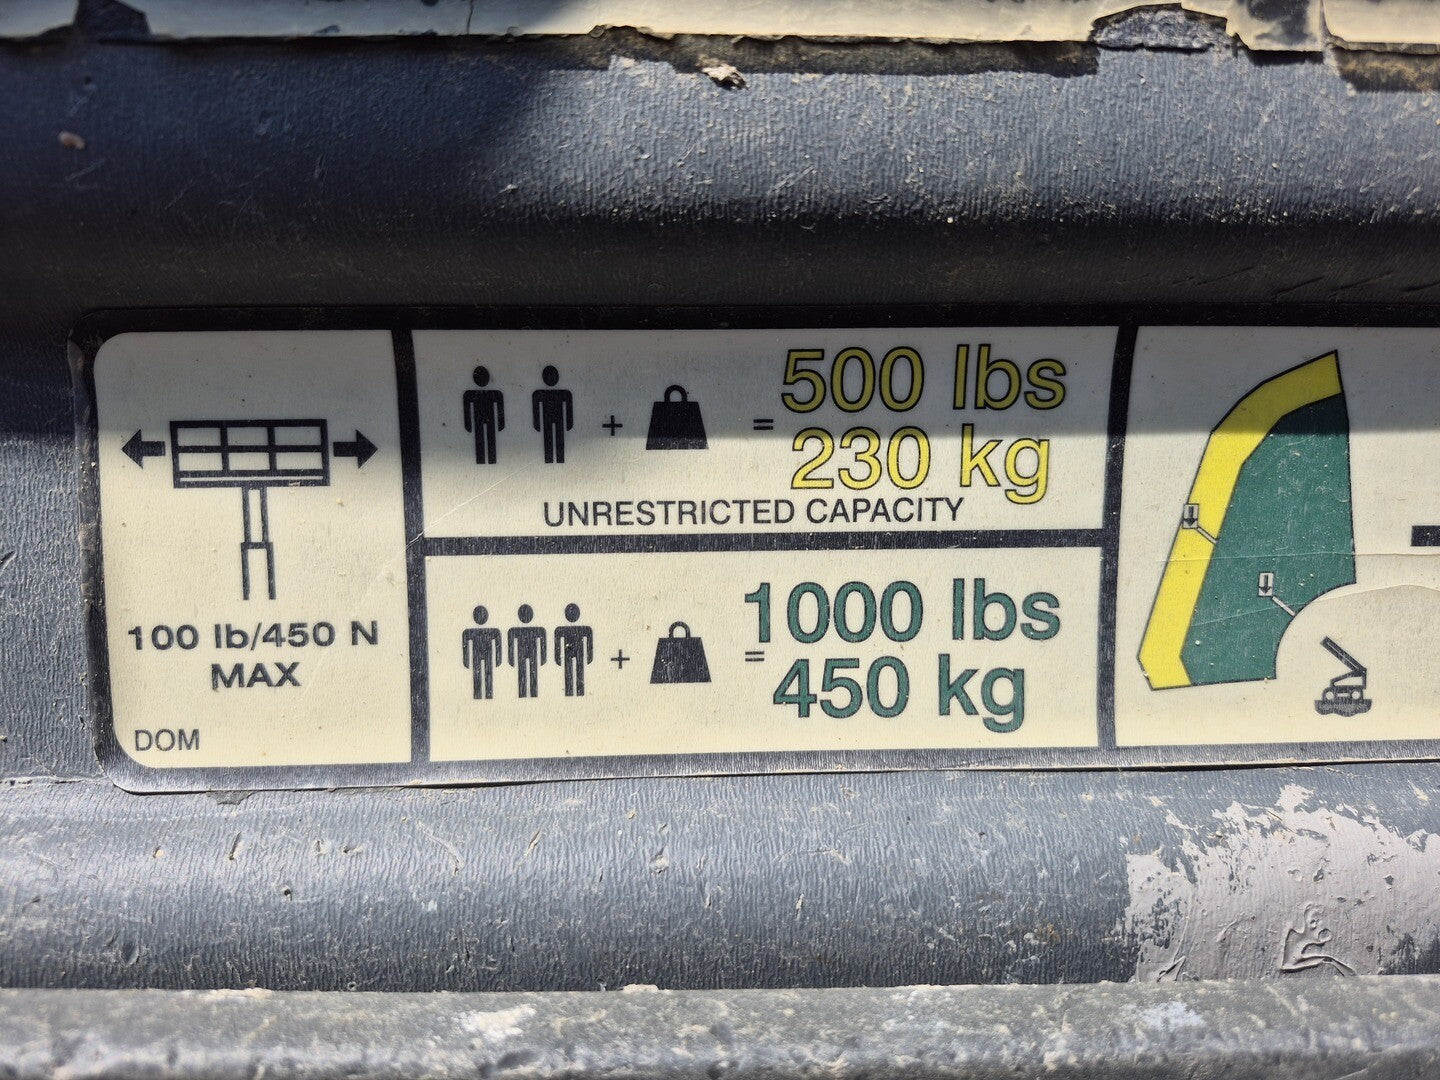 100 lb/450 N
MAX
DOM
+ = 500 lbs
230 kg
UNRESTRICTED CAPACITY
+ = 1000 lbs
450 kg